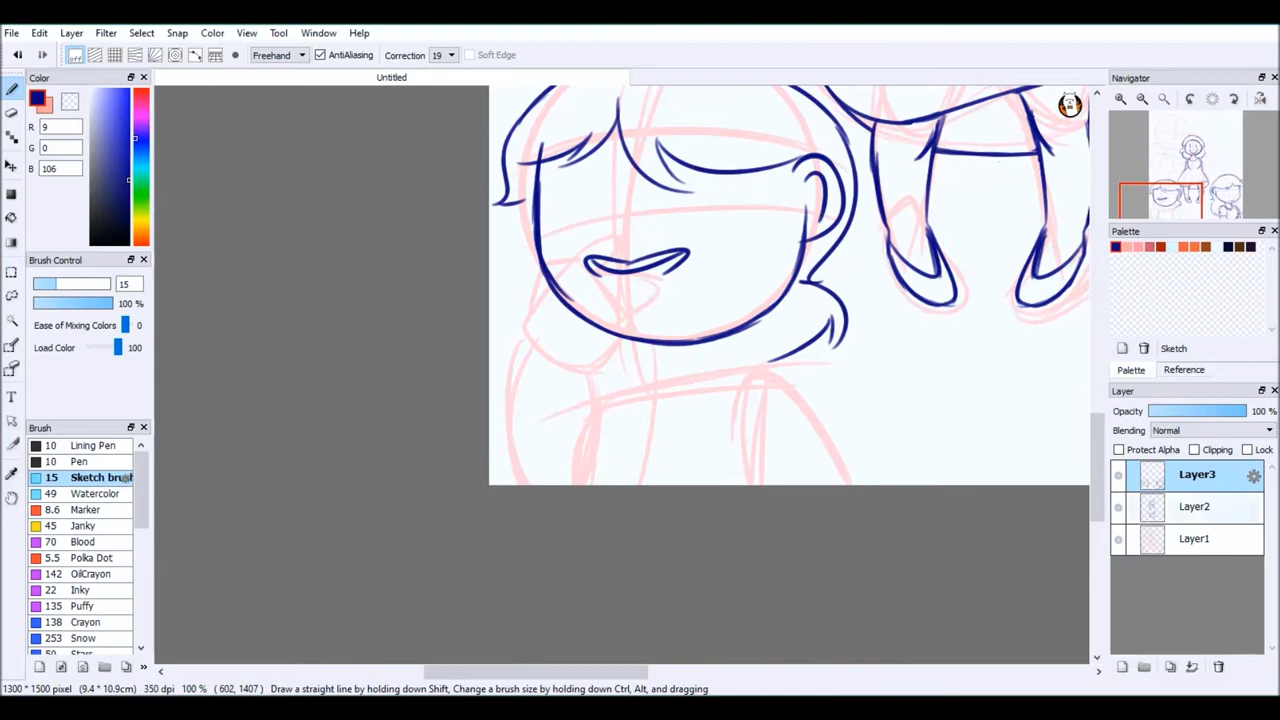 File Edit Layer Filter Select Snap Color View Tool Window Help
off Freehand AntiAliasing Correction 19 Soft Edge
Color
Untitled
Navigator
R 9
G 0
B 106
Brush Control
15
100 %
Ease of Mixing Colors 0
Load Color 100
Brush
10 Lining Pen
10 Pen
15 Sketch brush
49 Watercolor
8.6 Marker
45 Janky
70 Blood
5.5 Polka Dot
142 OilCrayon
22 Inky
135 Puffy
138 Crayon
253 Snow
50 Stars
Palette
Sketch
Palette Reference
Layer
Opacity 100 %
Blending Normal
Protect Alpha Clipping Lock
Layer3
Layer2
Layer1
1300 * 1500 pixel (9.4 * 10.9cm) 350 dpi 100 % ( 602, 1407) Draw a straight line by holding down Shift, Change a brush size by holding down Ctrl, Alt, and dragging